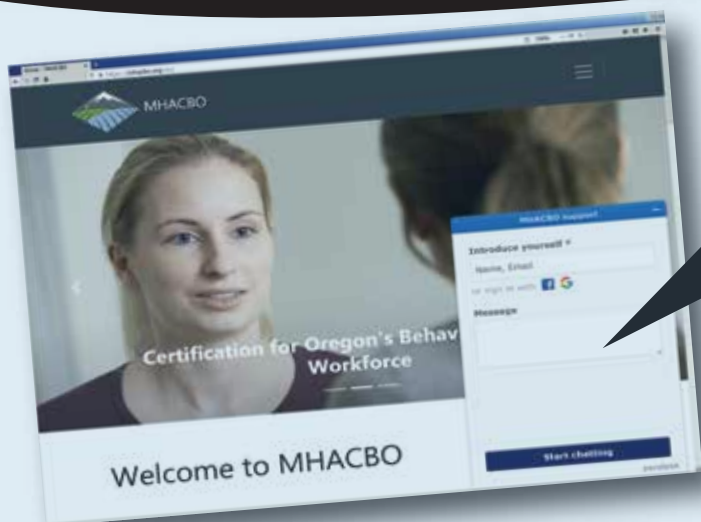 MHACBO
MHACBO Support
Introduce yourself *
Name, Email
or sign in with
Message
Certification for Oregon's Behav
Workforce
Start chatting
Welcome to MHACBO